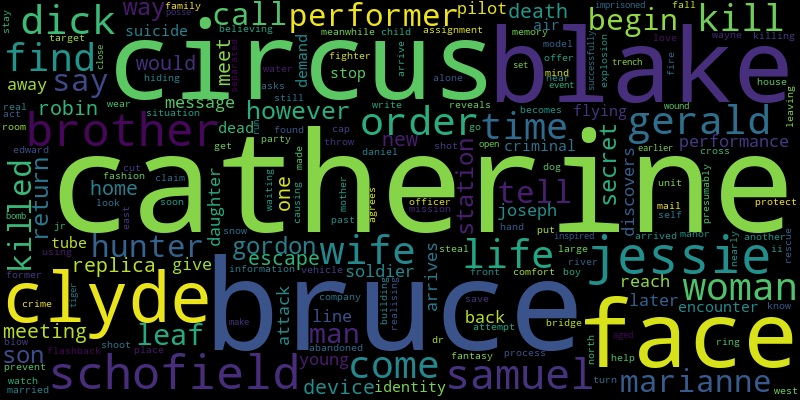 stay
dick
target
posse
family
way
call
performer
pilot
death
air
begin
kill
imprisoned
fall
find
close
suicide
believing
meanwhile
child
arrive
assignment
fighter
stop
memory
model
wayne
killing
love
circus
blake
say
would
meet
demand
mind
near
offer
successfully
trench
fire
away
hiding
water
asks
still
alone
set
event
explosion
house
real
act
room
robin
wear
message
situation
write
reveals
becomes
flying
wound
leaving
brother
however
order
time
gerald
edward
dead
run
found
cap
go
new
criminal
performance
killed
return
get
party
throw
shot
open
earlier
cross
cut
claim
look
home
fashion
soon
daughter
waiting
one
causing
made
daniel
mother
past
agrees
officer
mission
station
tell
joseph
dog
hand
put
secret
discovers
unit
mail
self
presumably
protect
catherine
bomb
jr
east
snow
gordon
wife
steal
life
inspired
arrived
manor
another
ii
nearly
rescue
using
tube
hunter
escape
soldier
arrives
large
river
jessie
woman
former
tiger
replica
give
information
vehicle
front
comfort
boy
reach
later
encounter
know
clyde
crime
bruce
face
meeting
leaf
attack
line
company
building
realising
back
save
attempt
bridge
aged
ring
blow
flashback
shoot
place
make
man
abandoned
dr
fantasy
process
north
help
son
prevent
watch
married
schofield
young
device
come
identity
samuel
turn
marianne
west